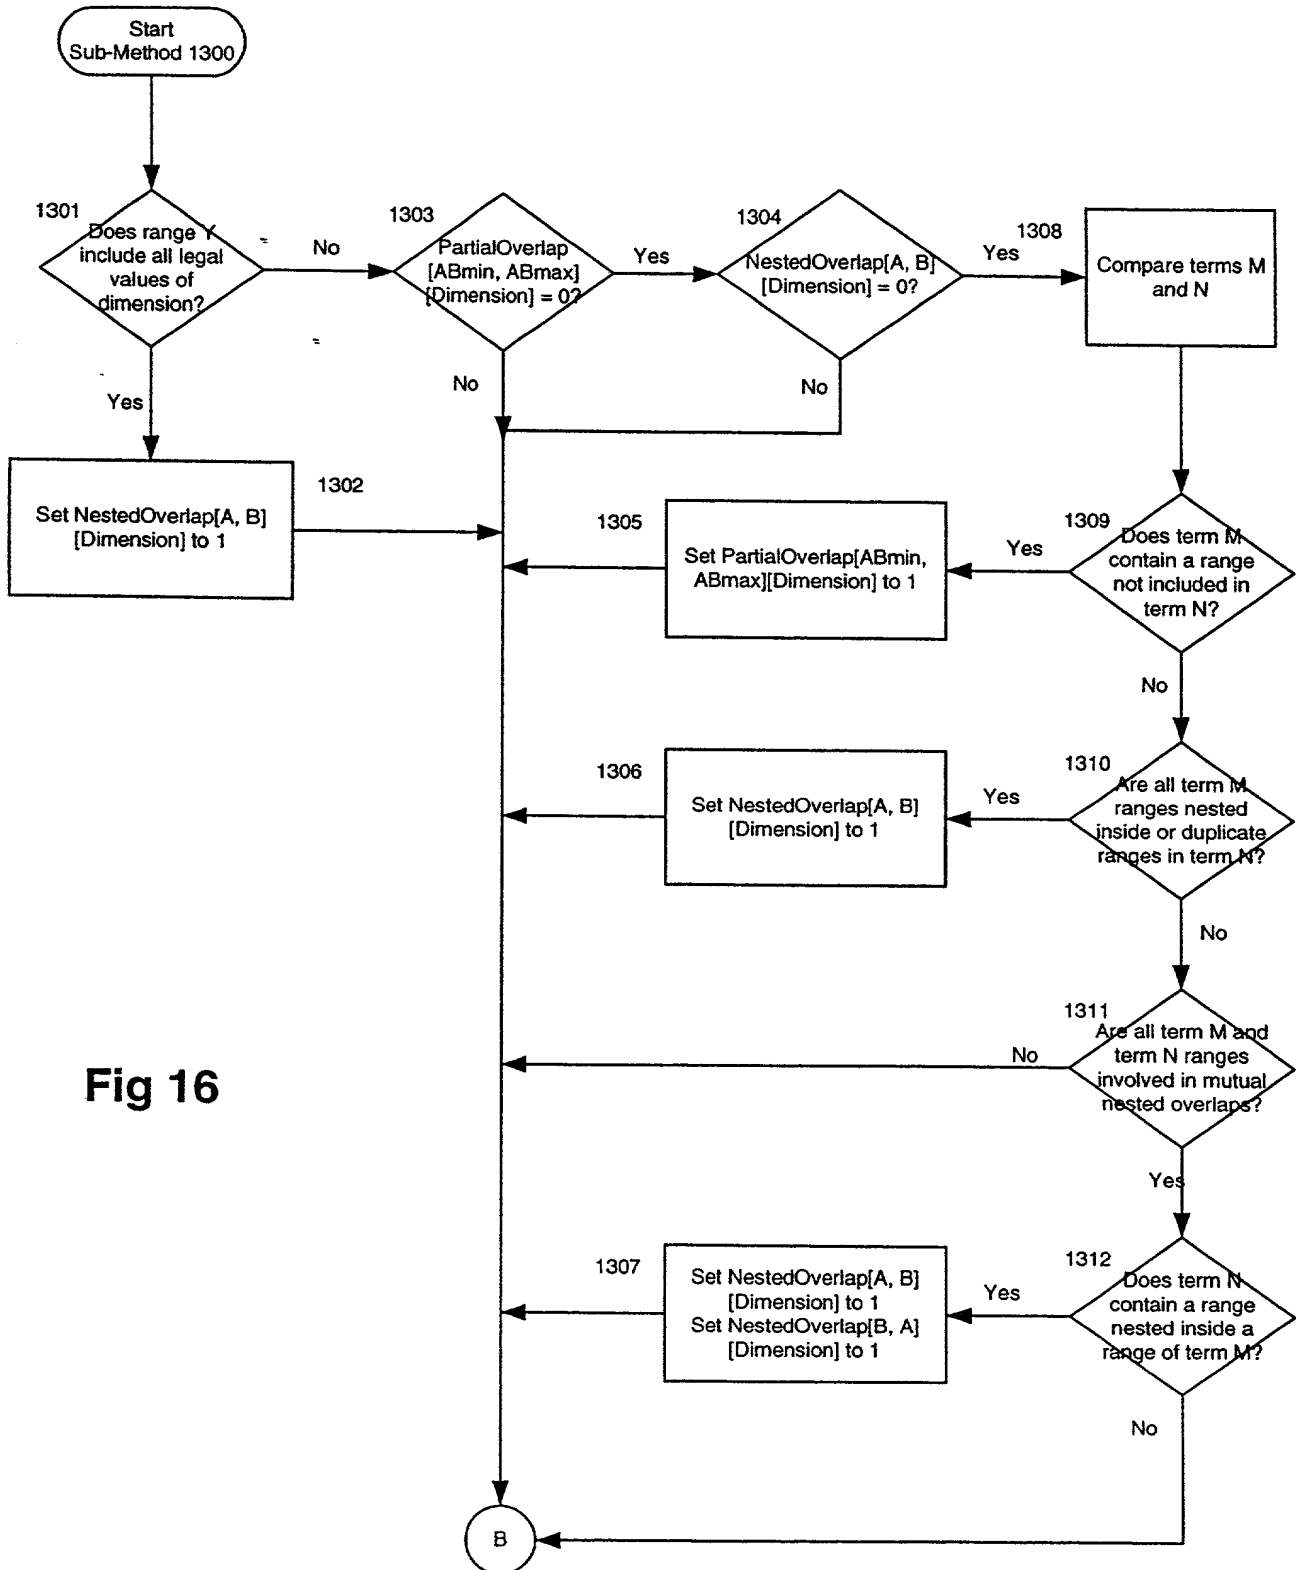 Start
Sub-Method 1300
1301
Does range Y
include all legal
values of
dimension?
No
Yes
1303
PartialOverlap
[ABmin, ABmax]
[Dimension] = 0?
Yes
No
1304
NestedOverlap[A, B]
[Dimension] = 0?
Yes
No
1308
Compare terms M
and N
1302
Set NestedOverlap[A, B]
[Dimension] to 1
1305
Set PartialOverlap[ABmin,
ABmax][Dimension] to 1
Yes
1309
Does term M
contain a range
not included in
term N?
No
1306
Set NestedOverlap[A, B]
[Dimension] to 1
Yes
1310
Are all term M
ranges nested
inside or duplicate
ranges in term N?
No
1311
Are all term M and
term N ranges
involved in mutual
nested overlaps?
No
Yes
Fig 16
1307
Set NestedOverlap[A, B]
[Dimension] to 1
Set NestedOverlap[B, A]
[Dimension] to 1
Yes
1312
Does term N
contain a range
nested inside a
range of term M?
No
B